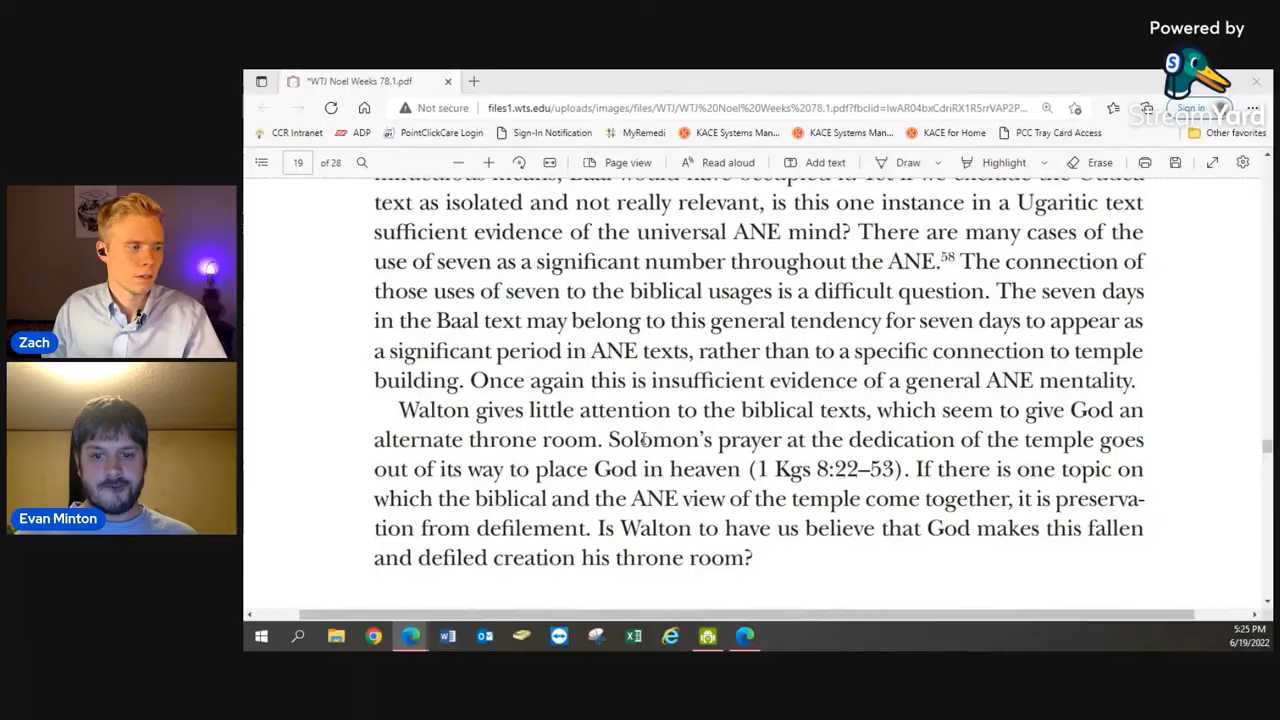 Powered by
StreamYard
*WTJ Noel Weeks 78.1.pdf
Not secure
files1.wts.edu/uploads/images/files/WTJ/WTJ%20Noel%20Weeks%2078.1.pdf?fbclid=IwAR04bxCdriRX1R5rrVAP2P...
Sign in
CCR Intranet
ADP
PointClickCare Login
Sign-In Notification
MyRemedi
KACE Systems Man...
KACE Systems Man...
KACE for Home
PCC Tray Card Access
Other favorites
19 of 28
Page view
Read aloud
Add text
Draw
Highlight
Erase
text as isolated and not really relevant, is this one instance in a Ugaritic text
sufficient evidence of the universal ANE mind? There are many cases of the
use of seven as a significant number throughout the ANE.58 The connection of
those uses of seven to the biblical usages is a difficult question. The seven days
in the Baal text may belong to this general tendency for seven days to appear as
a significant period in ANE texts, rather than to a specific connection to temple
building. Once again this is insufficient evidence of a general ANE mentality.
Walton gives little attention to the biblical texts, which seem to give God an
alternate throne room. Solomon's prayer at the dedication of the temple goes
out of its way to place God in heaven (1 Kgs 8:22–53). If there is one topic on
which the biblical and the ANE view of the temple come together, it is preserva-
tion from defilement. Is Walton to have us believe that God makes this fallen
and defiled creation his throne room?
Zach
Evan Minton
5:25 PM
6/19/2022